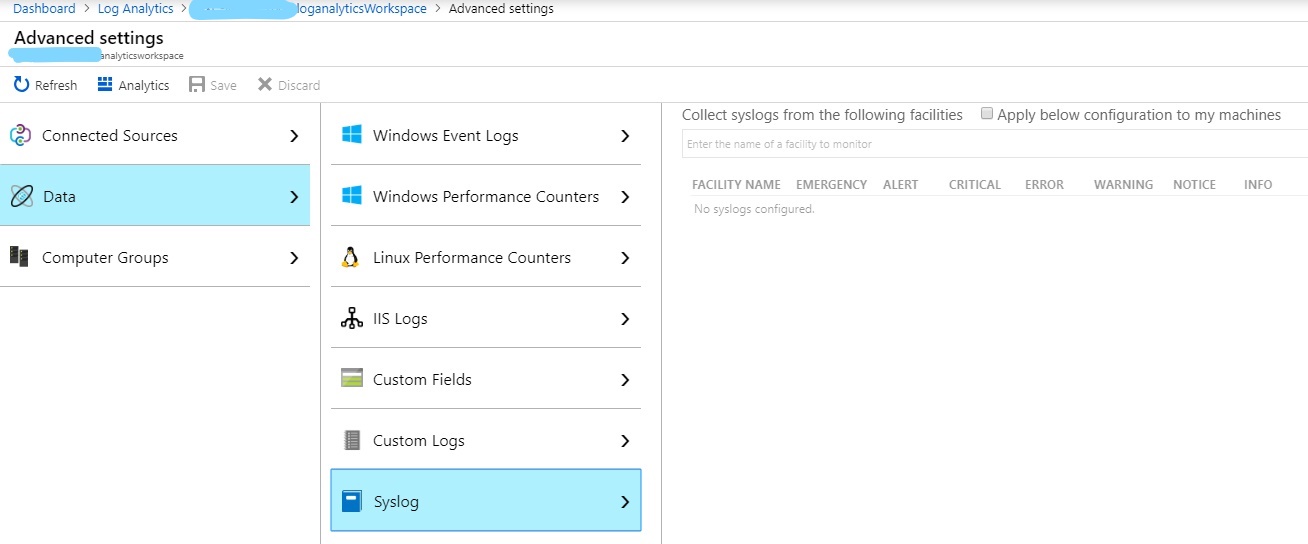 Dashboard > Log Analytics > loganalyticsWorkspace > Advanced settings
Advanced settings
analyticsworkspace
Refresh Analytics Save Discard
Connected Sources
Data
Computer Groups
Windows Event Logs
Windows Performance Counters
Linux Performance Counters
IIS Logs
Custom Fields
Custom Logs
Syslog
Collect syslogs from the following facilities Apply below configuration to my machines
Enter the name of a facility to monitor
FACILITY NAME EMERGENCY ALERT CRITICAL ERROR WARNING NOTICE INFO
No syslogs configured.